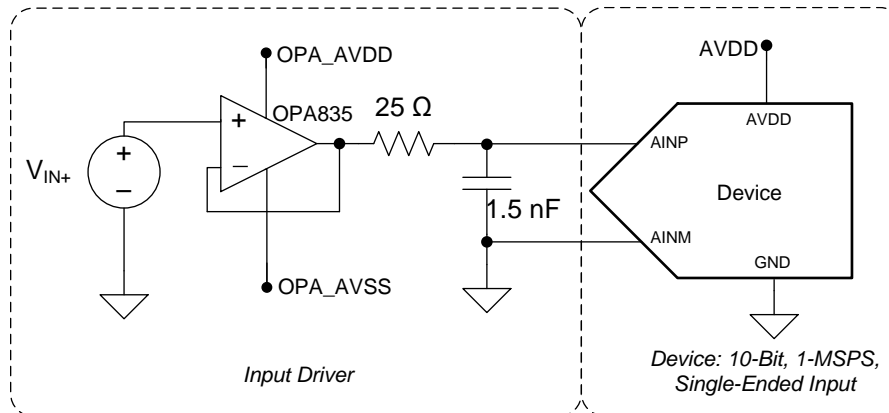 OPA_AVDD
AVDD
OPA835
25 Ω
+
AVDD
AINP
+
VIN+
−
−
Device
1.5 nF
AINM
GND
OPA_AVSS
Input Driver
Device: 10-Bit, 1-MSPS,
Single-Ended Input